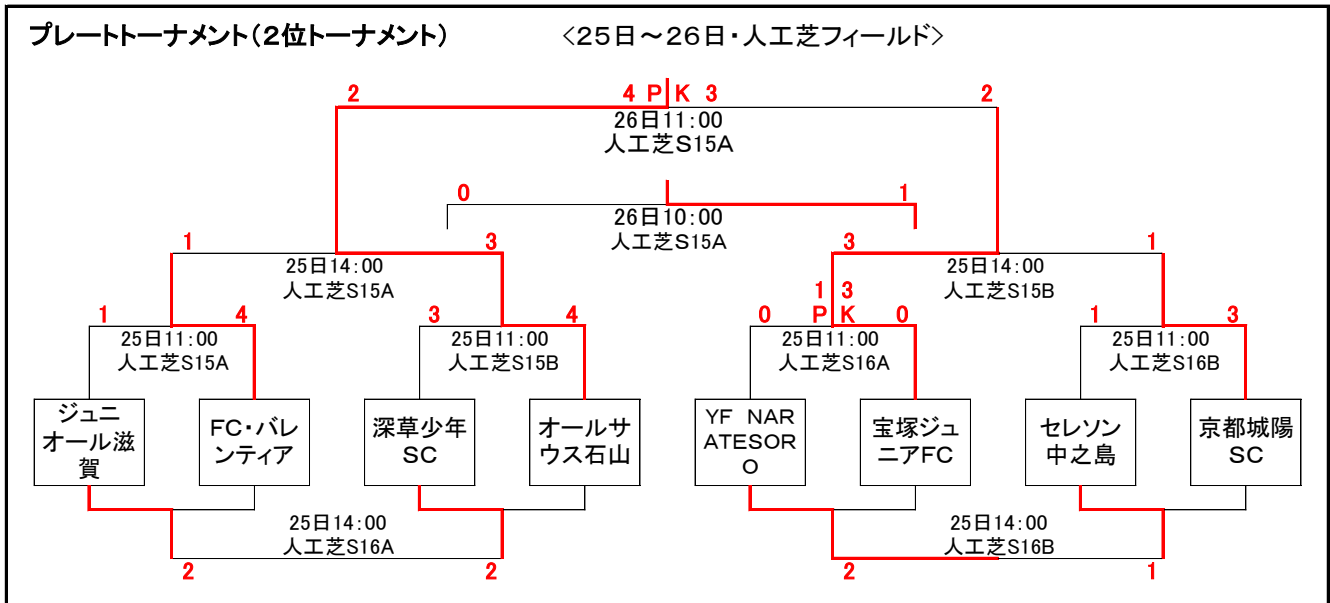 プレートトーナメント(２位トーナメント) <２５日～２６日・人工芝フィールド>
2 4 P K 3 2
26日11：00
人工芝S15A
0 1
26日10：00
人工芝S15A
1 3 3 1
25日14：00 25日14：00
人工芝S15A 人工芝S15B
1 3
1 4 3 4 0 P K 0 1 3
25日11：00 25日11：00 25日11：00 25日11：00
人工芝S15A 人工芝S15B 人工芝S16A 人工芝S16B
ジュニ
オール滋
賀
FC・バレ
ンティア
深草少年
SC
オールサ
ウス石山
YF NAR
ATESOR
O
宝塚ジュ
ニアFC
セレソン
中之島
京都城陽
SC
25日14：00 25日14：00
人工芝S16A 人工芝S16B
2 2 2 1